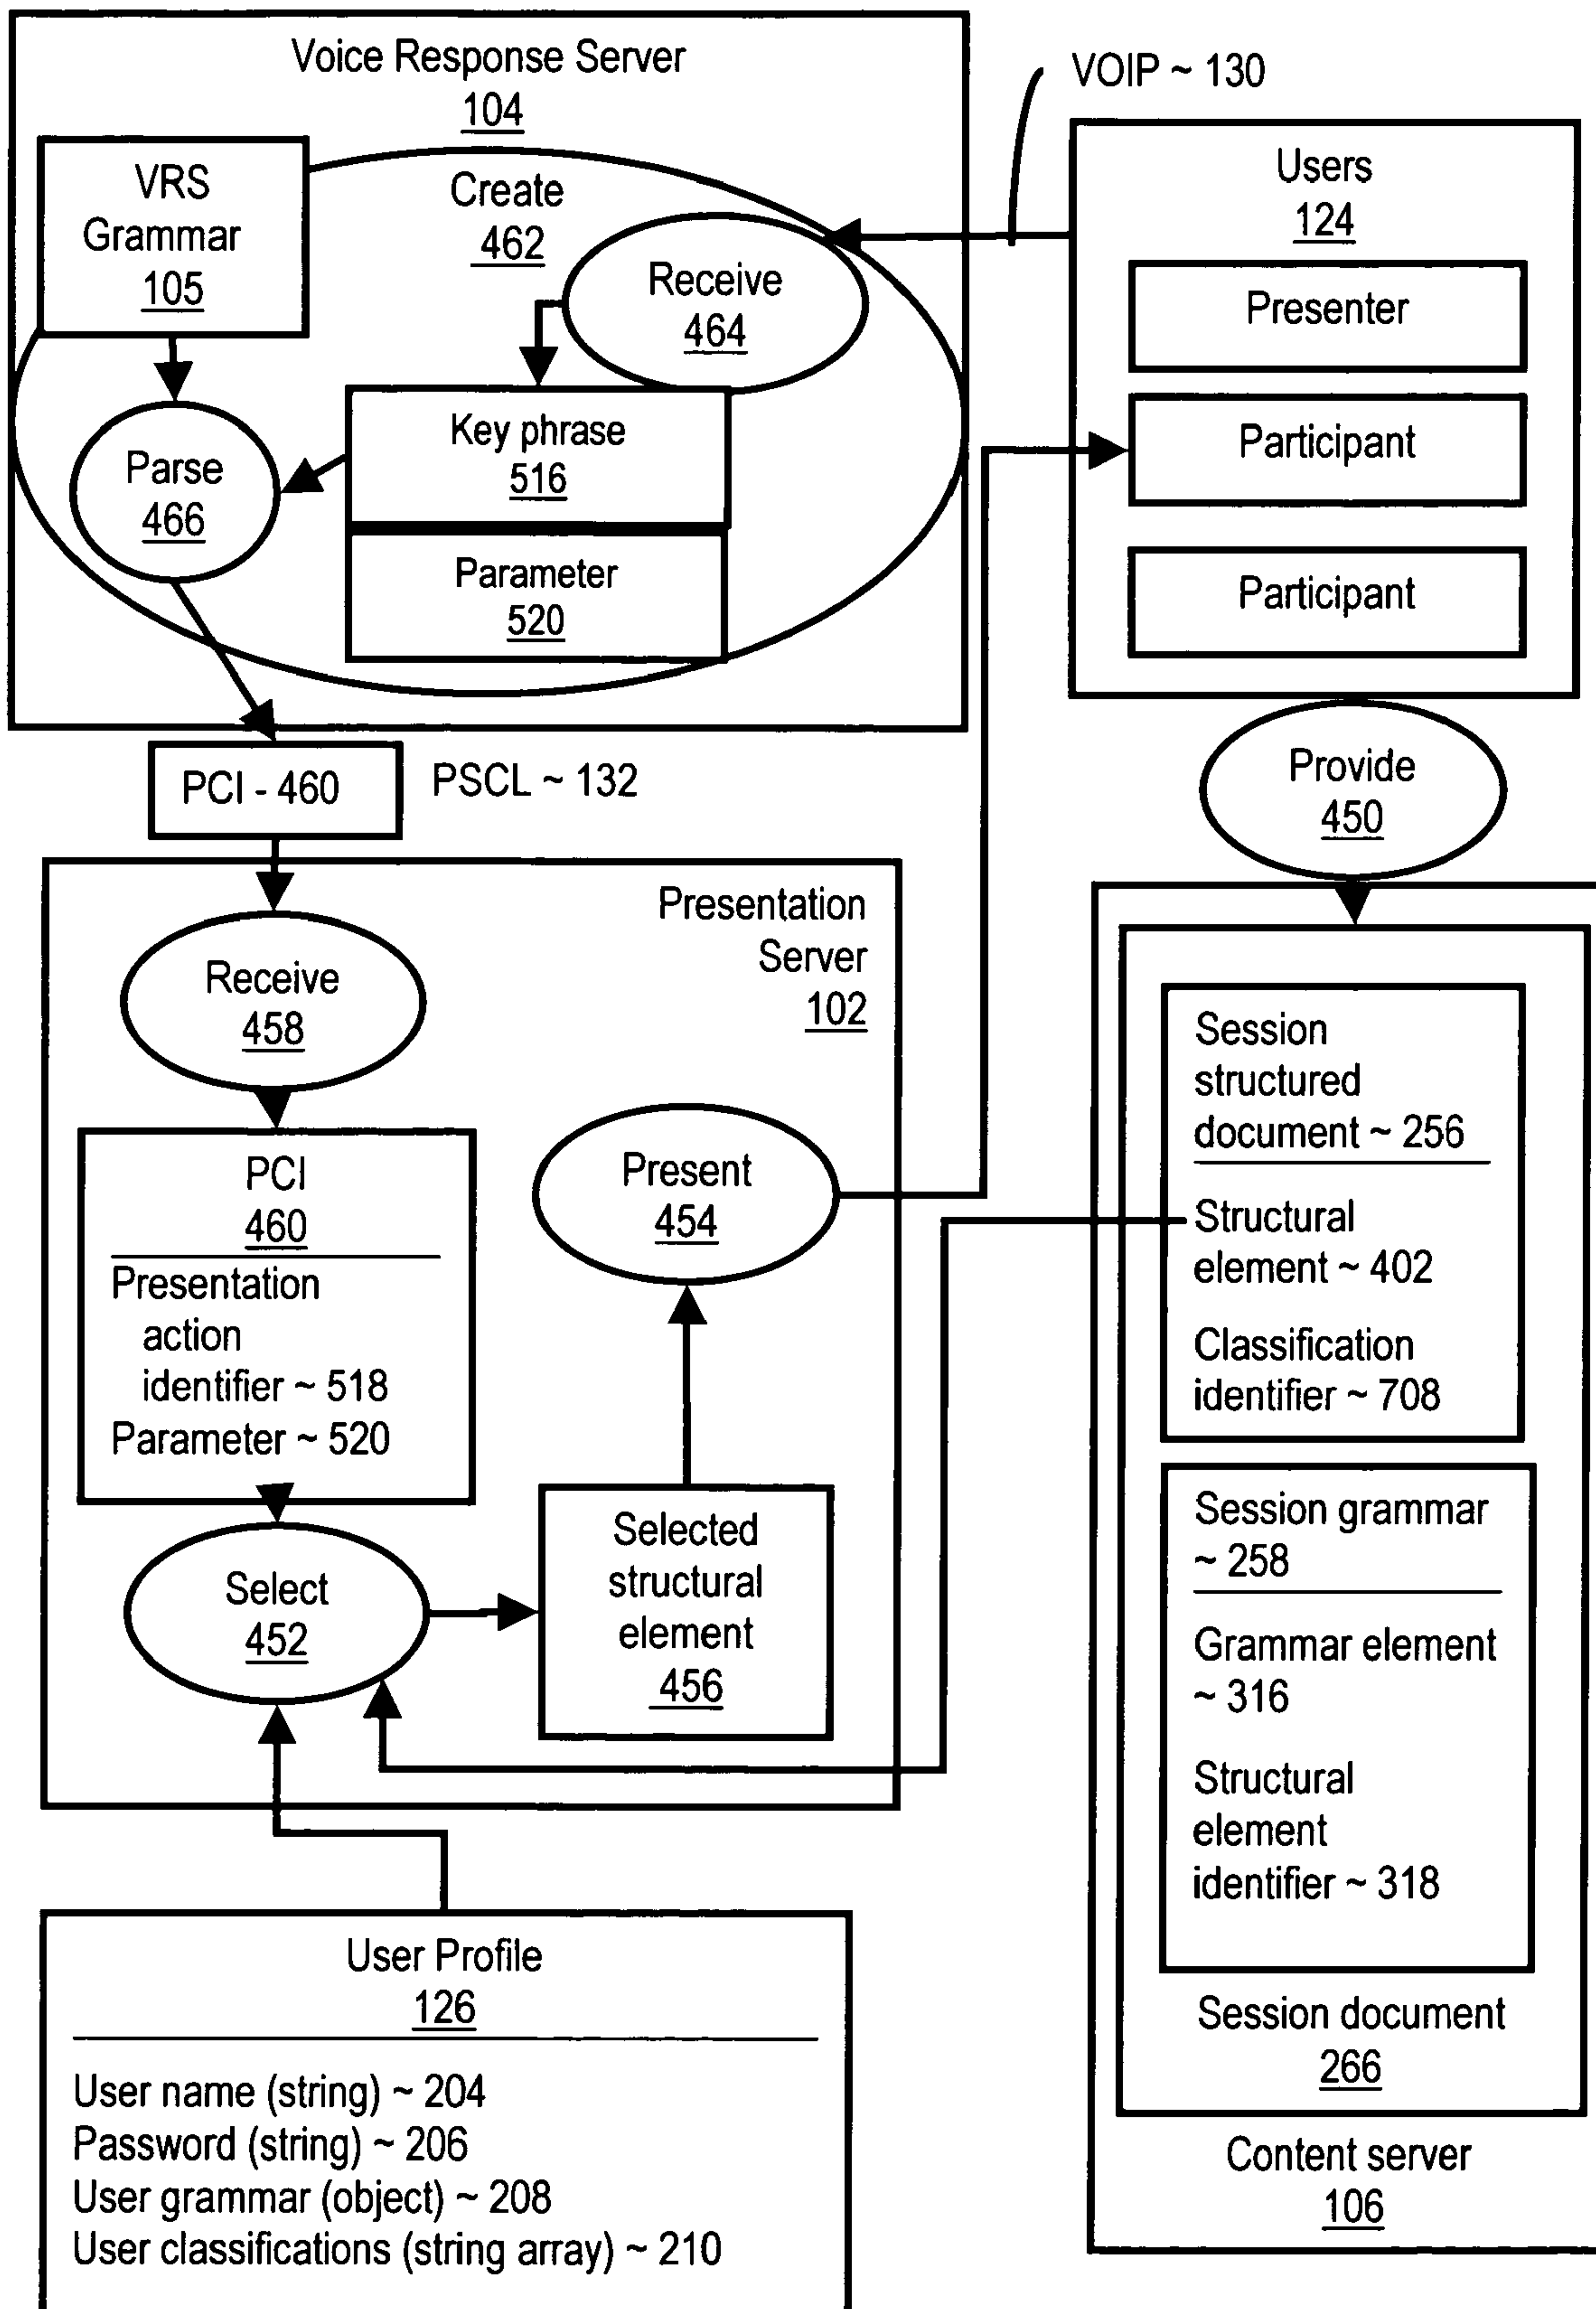 Voice Response Server
104
VOIP ~ 130
VRS
Grammar
105
Create
462
Receive
464
Key phrase
516
Parse
466
Parameter
520
Users
124
Presenter
Participant
Participant
PCI - 460
PSCL ~ 132
Provide
450
Presentation
Server
102
Receive
458
PCI
460
Presentation
action
identifier ~ 518
Parameter ~ 520
Present
454
Select
452
Selected
structural
element
456
Session
structured
document ~ 256
Structural
element ~ 402
Classification
identifier ~ 708
Session grammar
~ 258
Grammar element
~ 316
Structural
element
identifier ~ 318
Session document
266
Content server
106
User Profile
126
User name (string) ~ 204
Password (string) ~ 206
User grammar (object) ~ 208
User classifications (string array) ~ 210